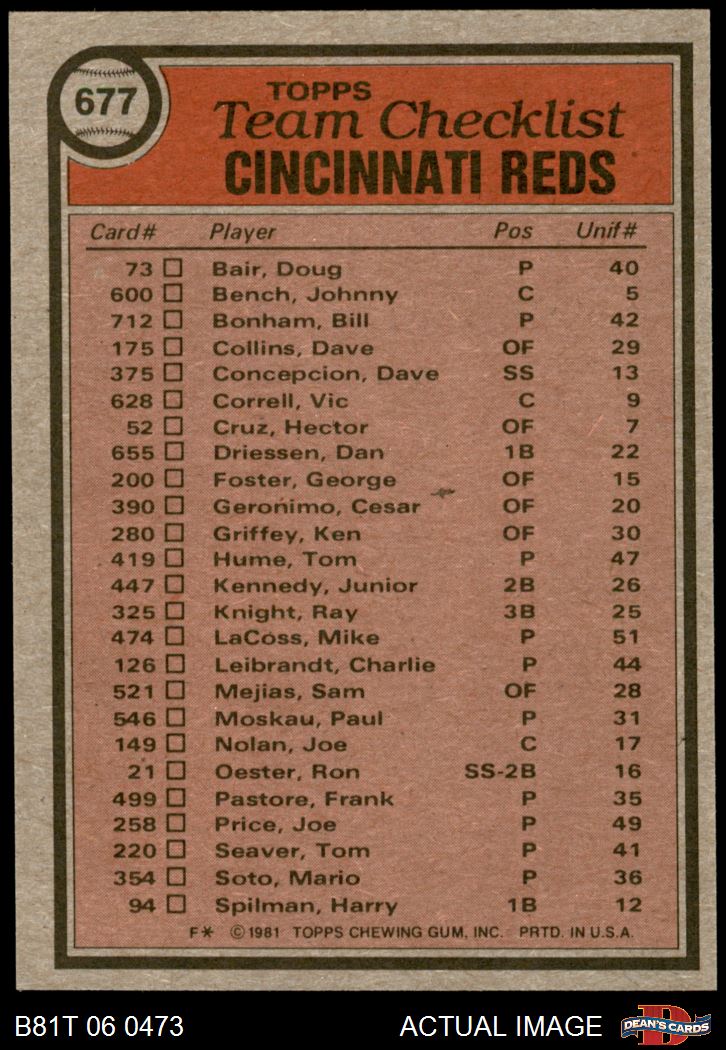 677
TOPPS
Team Checklist
CINCINNATI REDS
Card# Player Pos Unif#
73 Bair, Doug P 40
600 Bench, Johnny C 5
712 Bonham, Bill P 42
175 Collins, Dave OF 29
375 Concepcion, Dave SS 13
628 Correll, Vic C 9
52 Cruz, Hector OF 7
655 Driessen, Dan 1B 22
200 Foster, George OF 15
390 Geronimo, Cesar OF 20
280 Griffey, Ken OF 30
419 Hume, Tom P 47
447 Kennedy, Junior 2B 26
325 Knight, Ray 3B 25
474 LaCoss, Mike P 51
126 Leibrandt, Charlie P 44
521 Mejias, Sam OF 28
546 Moskau, Paul P 31
149 Nolan, Joe C 17
21 Oester, Ron SS-2B 16
499 Pastore, Frank P 35
258 Price, Joe P 49
220 Seaver, Tom P 41
354 Soto, Mario P 36
94 Spilman, Harry 1B 12
F* ©1981 TOPPS CHEWING GUM, INC. PRTD. IN U.S.A.
B81T 06 0473 ACTUAL IMAGE D DEAN'S CARDS